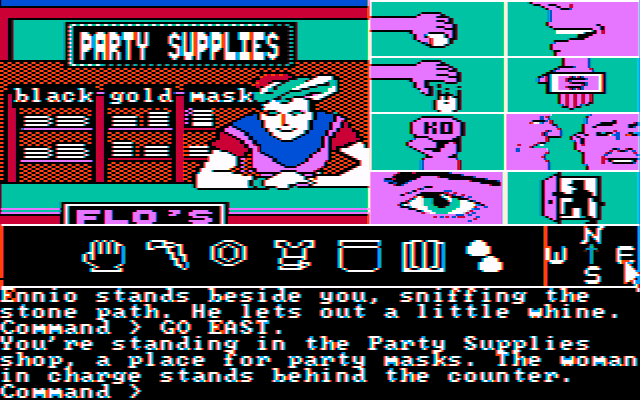 PARTY SUPPLIES
black gold mask
FLO'S
$
KO
N
W E
S
Ennio stands beside you, sniffing the
stone path. He lets out a little whine.
Command > GO EAST.
You're standing in the Party Supplies
shop, a place for party masks. The woman
in charge stands behind the counter.
Command >